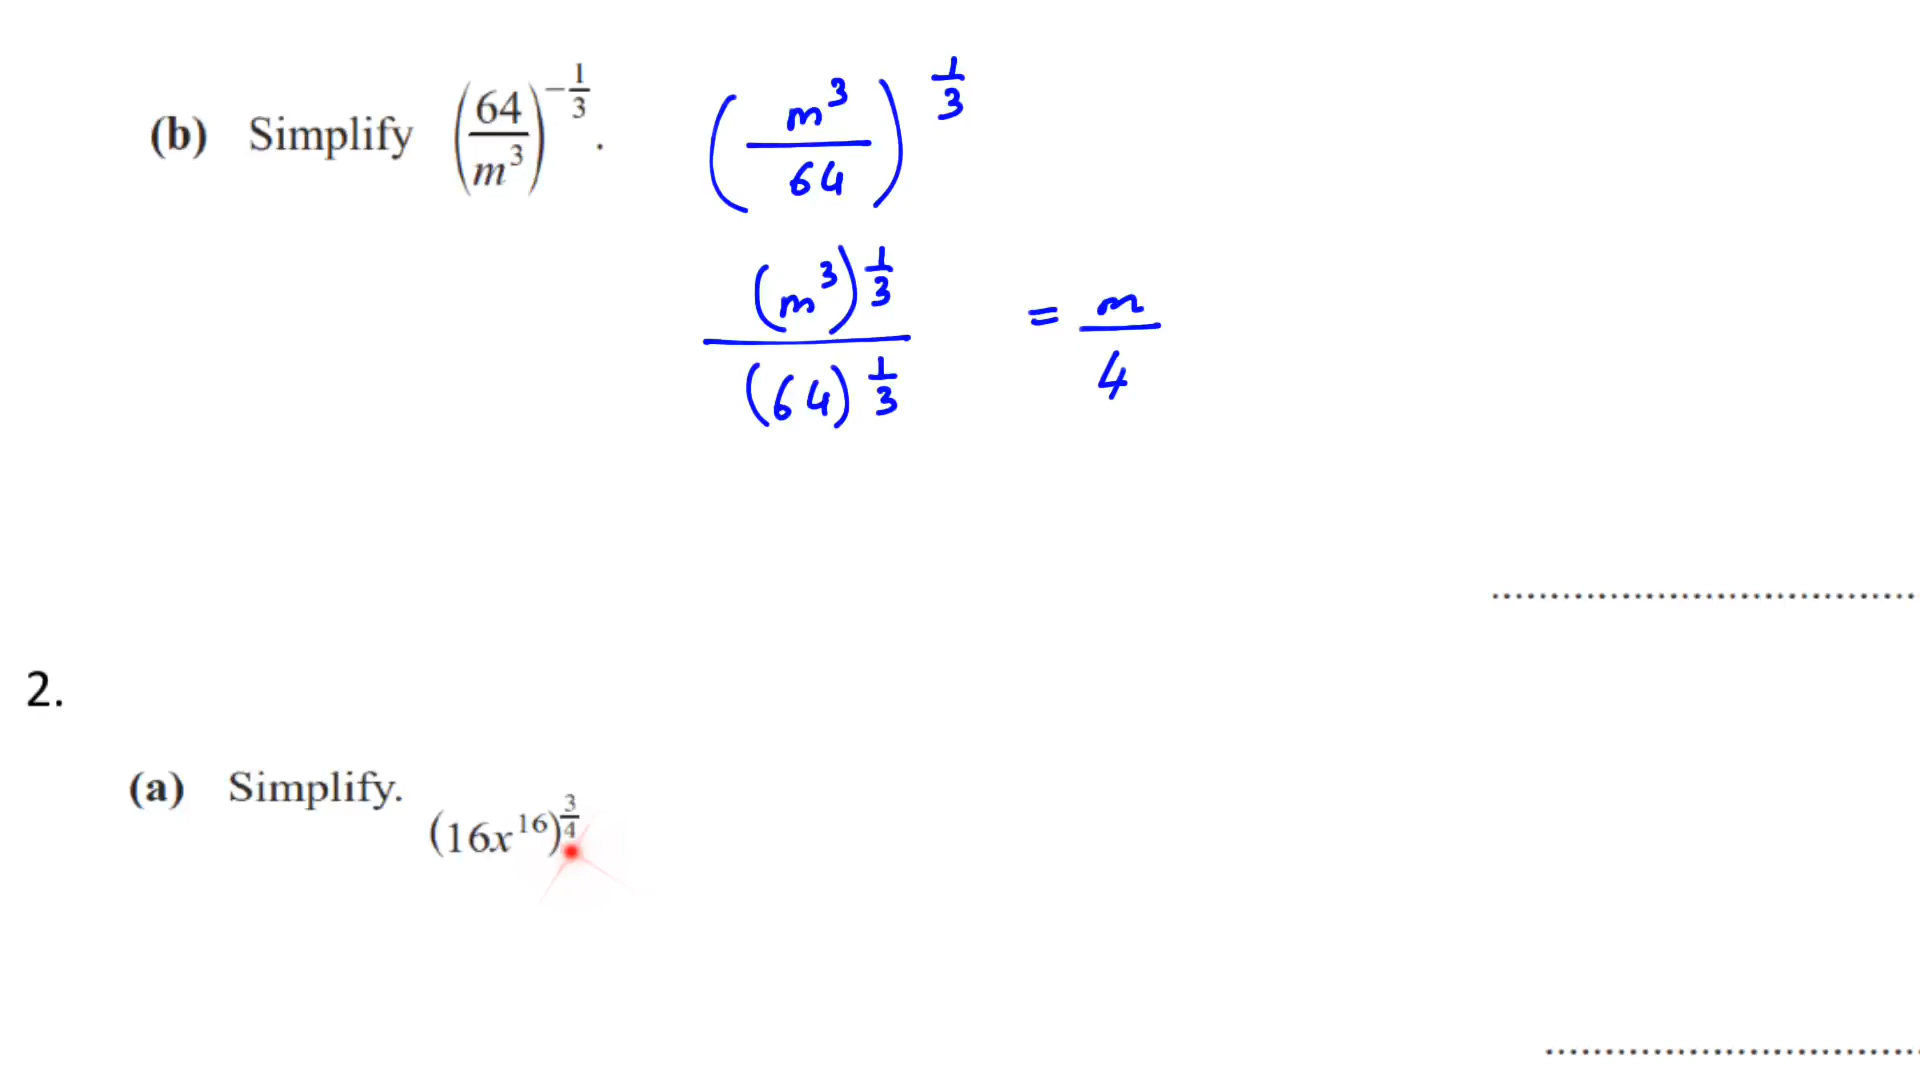 (b) Simplify (64/m³)^(-1/3).
(m³/64)^(1/3)
(m³)^(1/3)/(64)^(1/3) = m/4
2.
(a) Simplify.
(16x¹⁶)^(3/4)